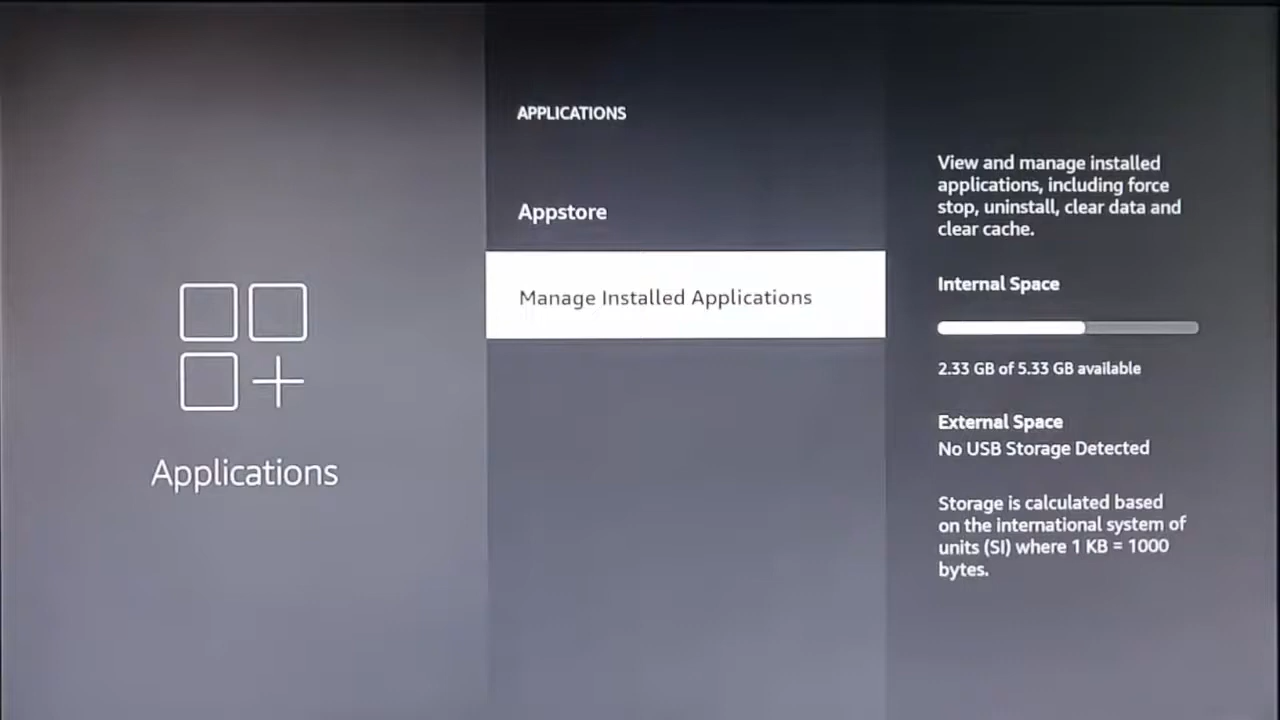 APPLICATIONS
Appstore
Manage Installed Applications
Applications
View and manage installed
applications, including force
stop, uninstall, clear data and
clear cache.
Internal Space
2.33 GB of 5.33 GB available
External Space
No USB Storage Detected
Storage is calculated based
on the international system of
units (SI) where 1 KB = 1000
bytes.